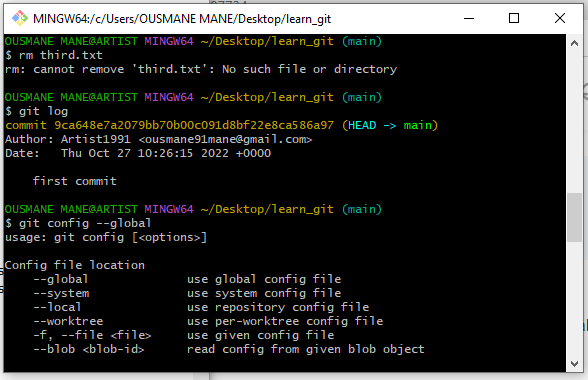 MINGW64:/c/Users/OUSMANE MANE/Desktop/learn_git
OUSMANE MANE@ARTIST MINGW64 ~/Desktop/learn_git (main)
$ rm third.txt
rm: cannot remove 'third.txt': No such file or directory
OUSMANE MANE@ARTIST MINGW64 ~/Desktop/learn_git (main)
$ git log
commit 9ca648e7a2079bb70b00c091d8bf22e8ca586a97 (HEAD -> main)
Author: Artist1991 <ousmane91mane@gmail.com>
Date:   Thu Oct 27 10:26:15 2022 +0000
    first commit
OUSMANE MANE@ARTIST MINGW64 ~/Desktop/learn_git (main)
$ git config --global
usage: git config [<options>]
Config file location
    --global              use global config file
    --system              use system config file
    --local               use repository config file
    --worktree            use per-worktree config file
    -f, --file <file>     use given config file
    --blob <blob-id>      read config from given blob object